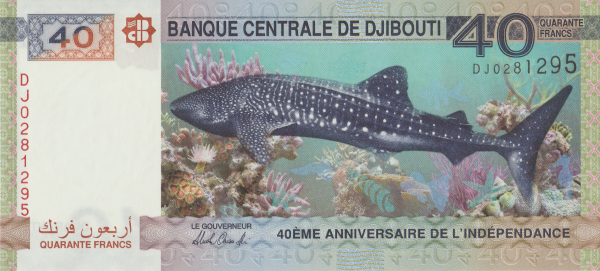 40
BANQUE CENTRALE DE DJIBOUTI
40
QUARANTE
FRANCS
DJ0281295
DJ0281295
أربعون فرنك
QUARANTE FRANCS
LE GOUVERNEUR
40ÈME ANNIVERSAIRE DE L'INDÉPENDANCE